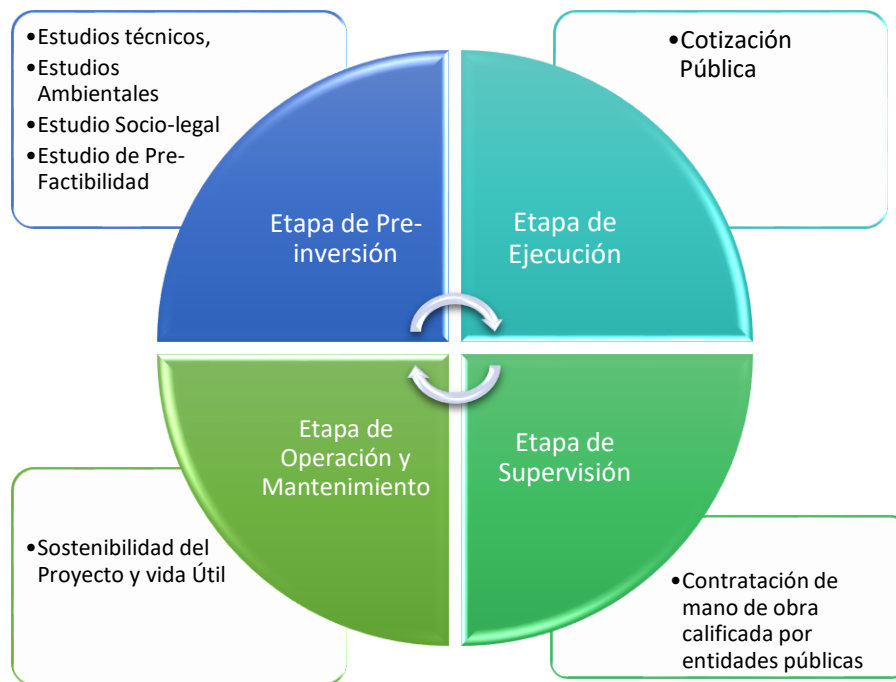 •Estudios técnicos,
•Estudios
Ambientales
•Estudio Socio-legal
•Estudio de Pre-
Factibilidad
•Cotización
Pública
Etapa de Pre-
inversión
Etapa de
Ejecución
Etapa de
Operación y
Mantenimiento
Etapa de
Supervisión
•Sostenibilidad del
Proyecto y vida Útil
•Contratación de
mano de obra
calificada por
entidades públicas